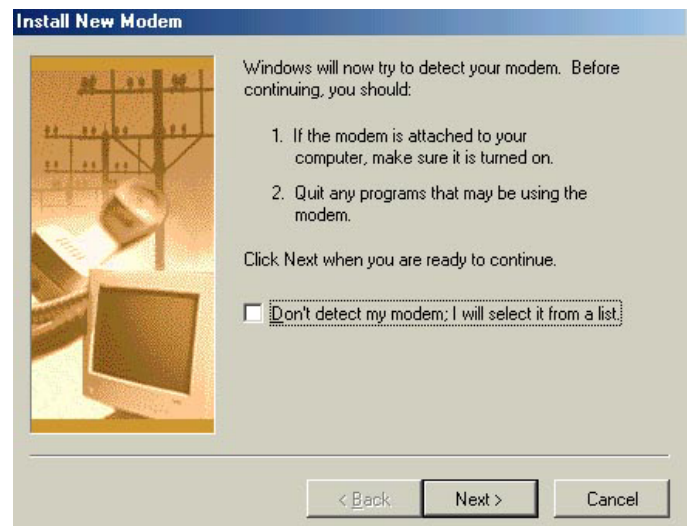 Install New Modem
Windows will now try to detect your modem. Before
continuing, you should:
1. If the modem is attached to your
computer, make sure it is turned on.
2. Quit any programs that may be using the
modem.
Click Next when you are ready to continue.
Don't detect my modem; I will select it from a list.
< Back
Next >
Cancel